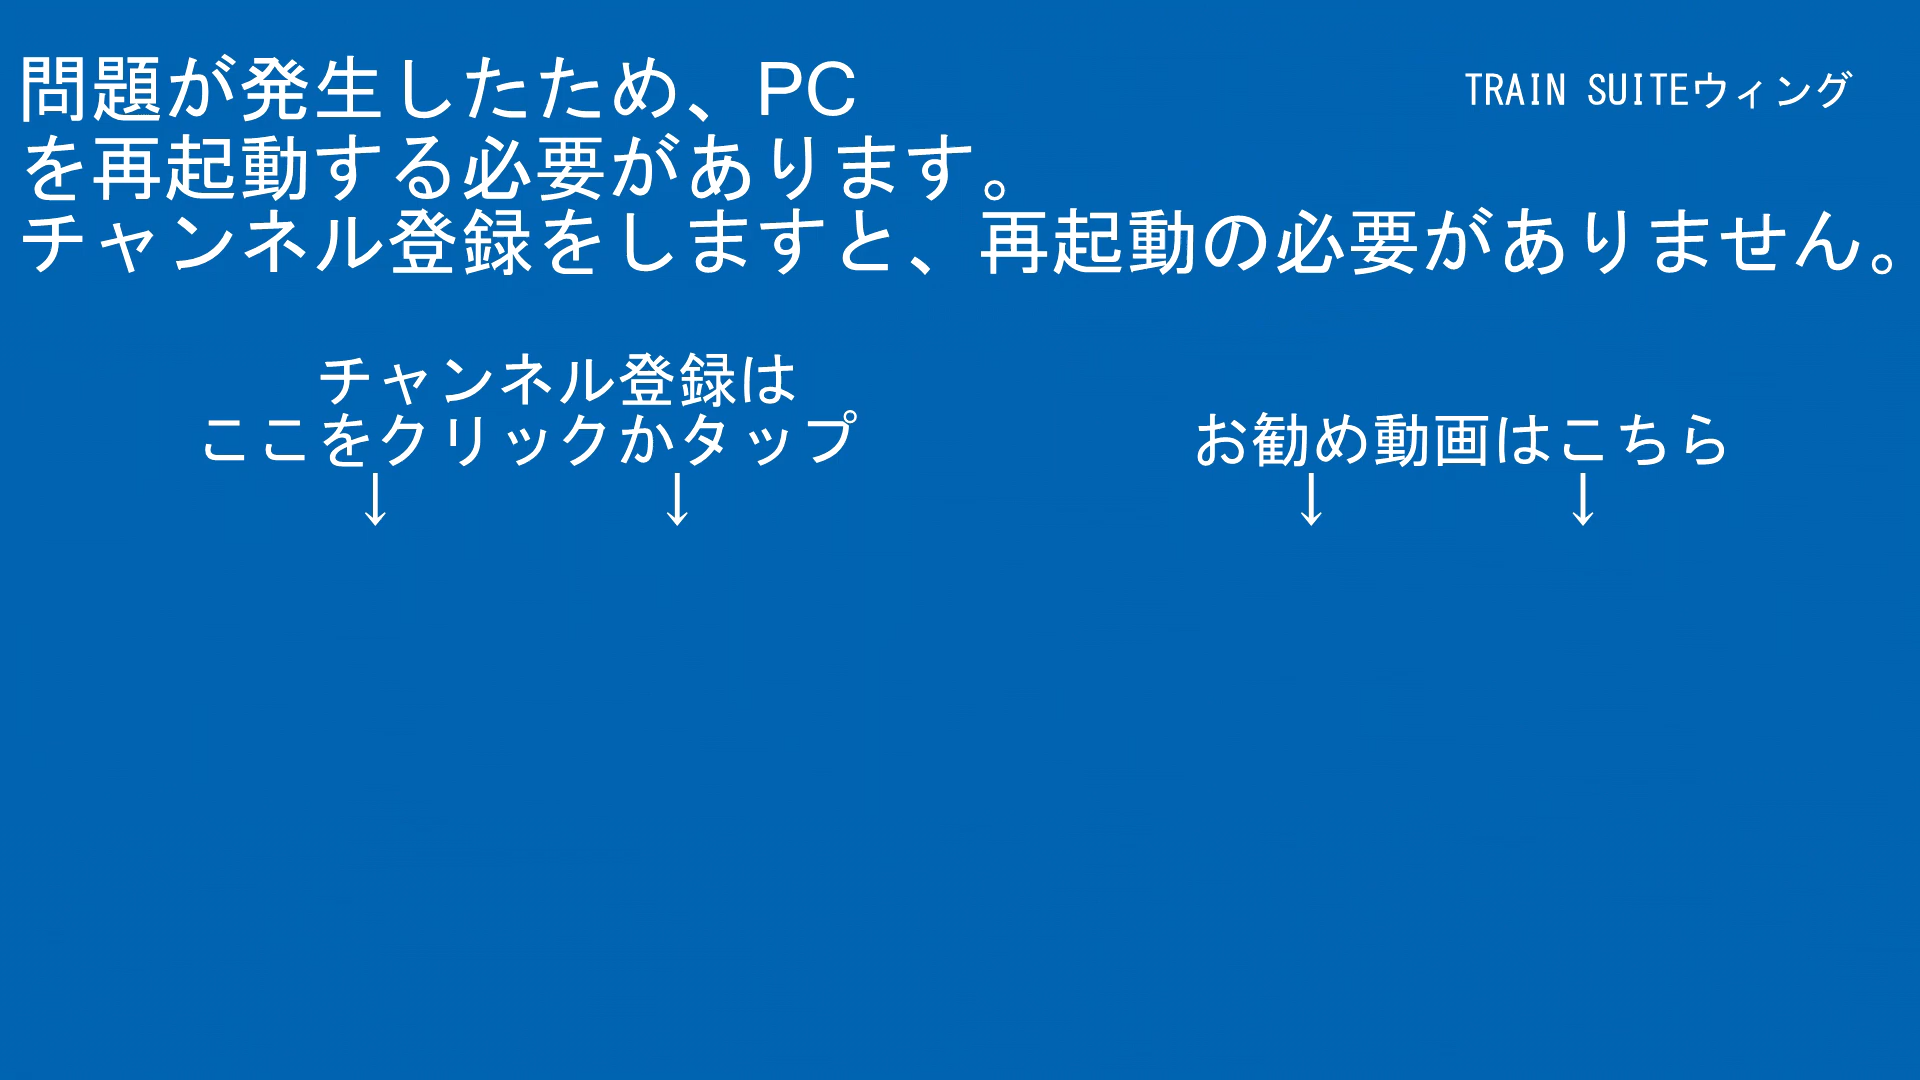 問題が発生したため、PC
を再起動する必要があります。
チャンネル登録をしますと、再起動の必要がありません。
TRAIN SUITEウィング
チャンネル登録は
ここをクリックかタップ
↓ ↓
お勧め動画はこちら
↓ ↓